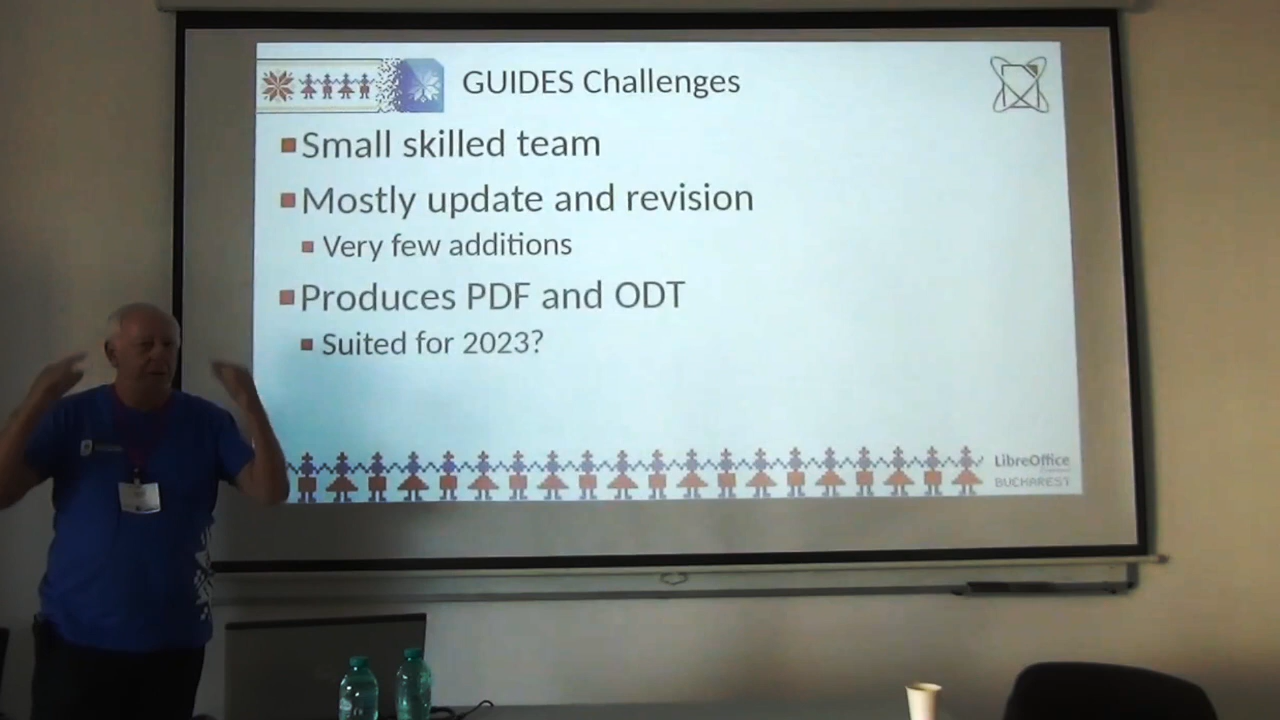 GUIDES Challenges
Small skilled team
Mostly update and revision
Very few additions
Produces PDF and ODT
Suited for 2023?
LibreOffice
BUCHAREST